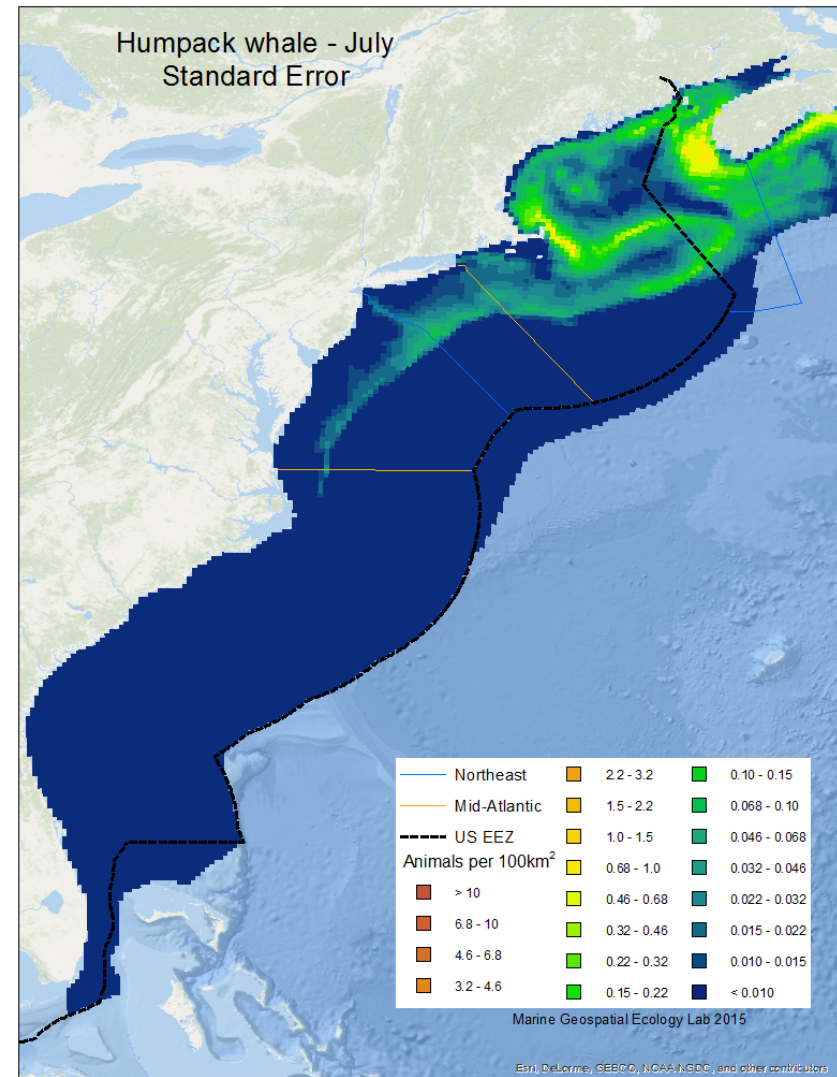 Humpack whale - July
Standard Error
Northeast
Mid-Atlantic
US EEZ
Animals per 100km²
> 10
6.8 - 10
4.6 - 6.8
3.2 - 4.6
2.2 - 3.2
1.5 - 2.2
1.0 - 1.5
0.68 - 1.0
0.46 - 0.68
0.32 - 0.46
0.22 - 0.32
0.15 - 0.22
0.10 - 0.15
0.068 - 0.10
0.046 - 0.068
0.032 - 0.046
0.022 - 0.032
0.015 - 0.022
0.010 - 0.015
< 0.010
Marine Geospatial Ecology Lab 2015
Esri, DeLorme, GEBCO, NOAA NGDC, and other contributors